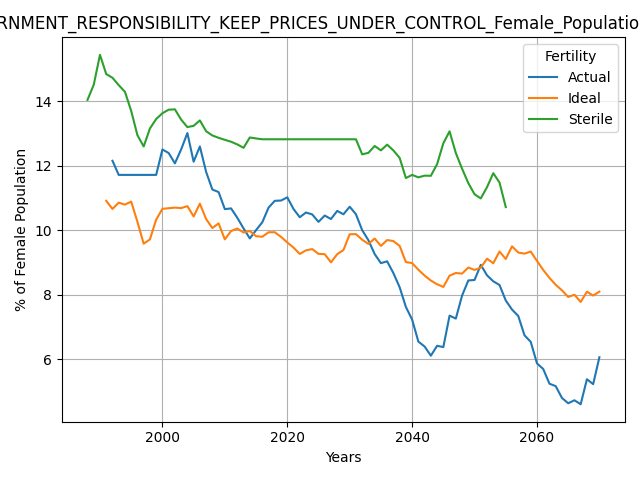 RNMENT_RESPONSIBILITY_KEEP_PRICES_UNDER_CONTROL_Female_Populatio
Fertility
Actual
Ideal
Sterile
% of Female Population
14
12
10
8
6
2000 2020 2040 2060
Years